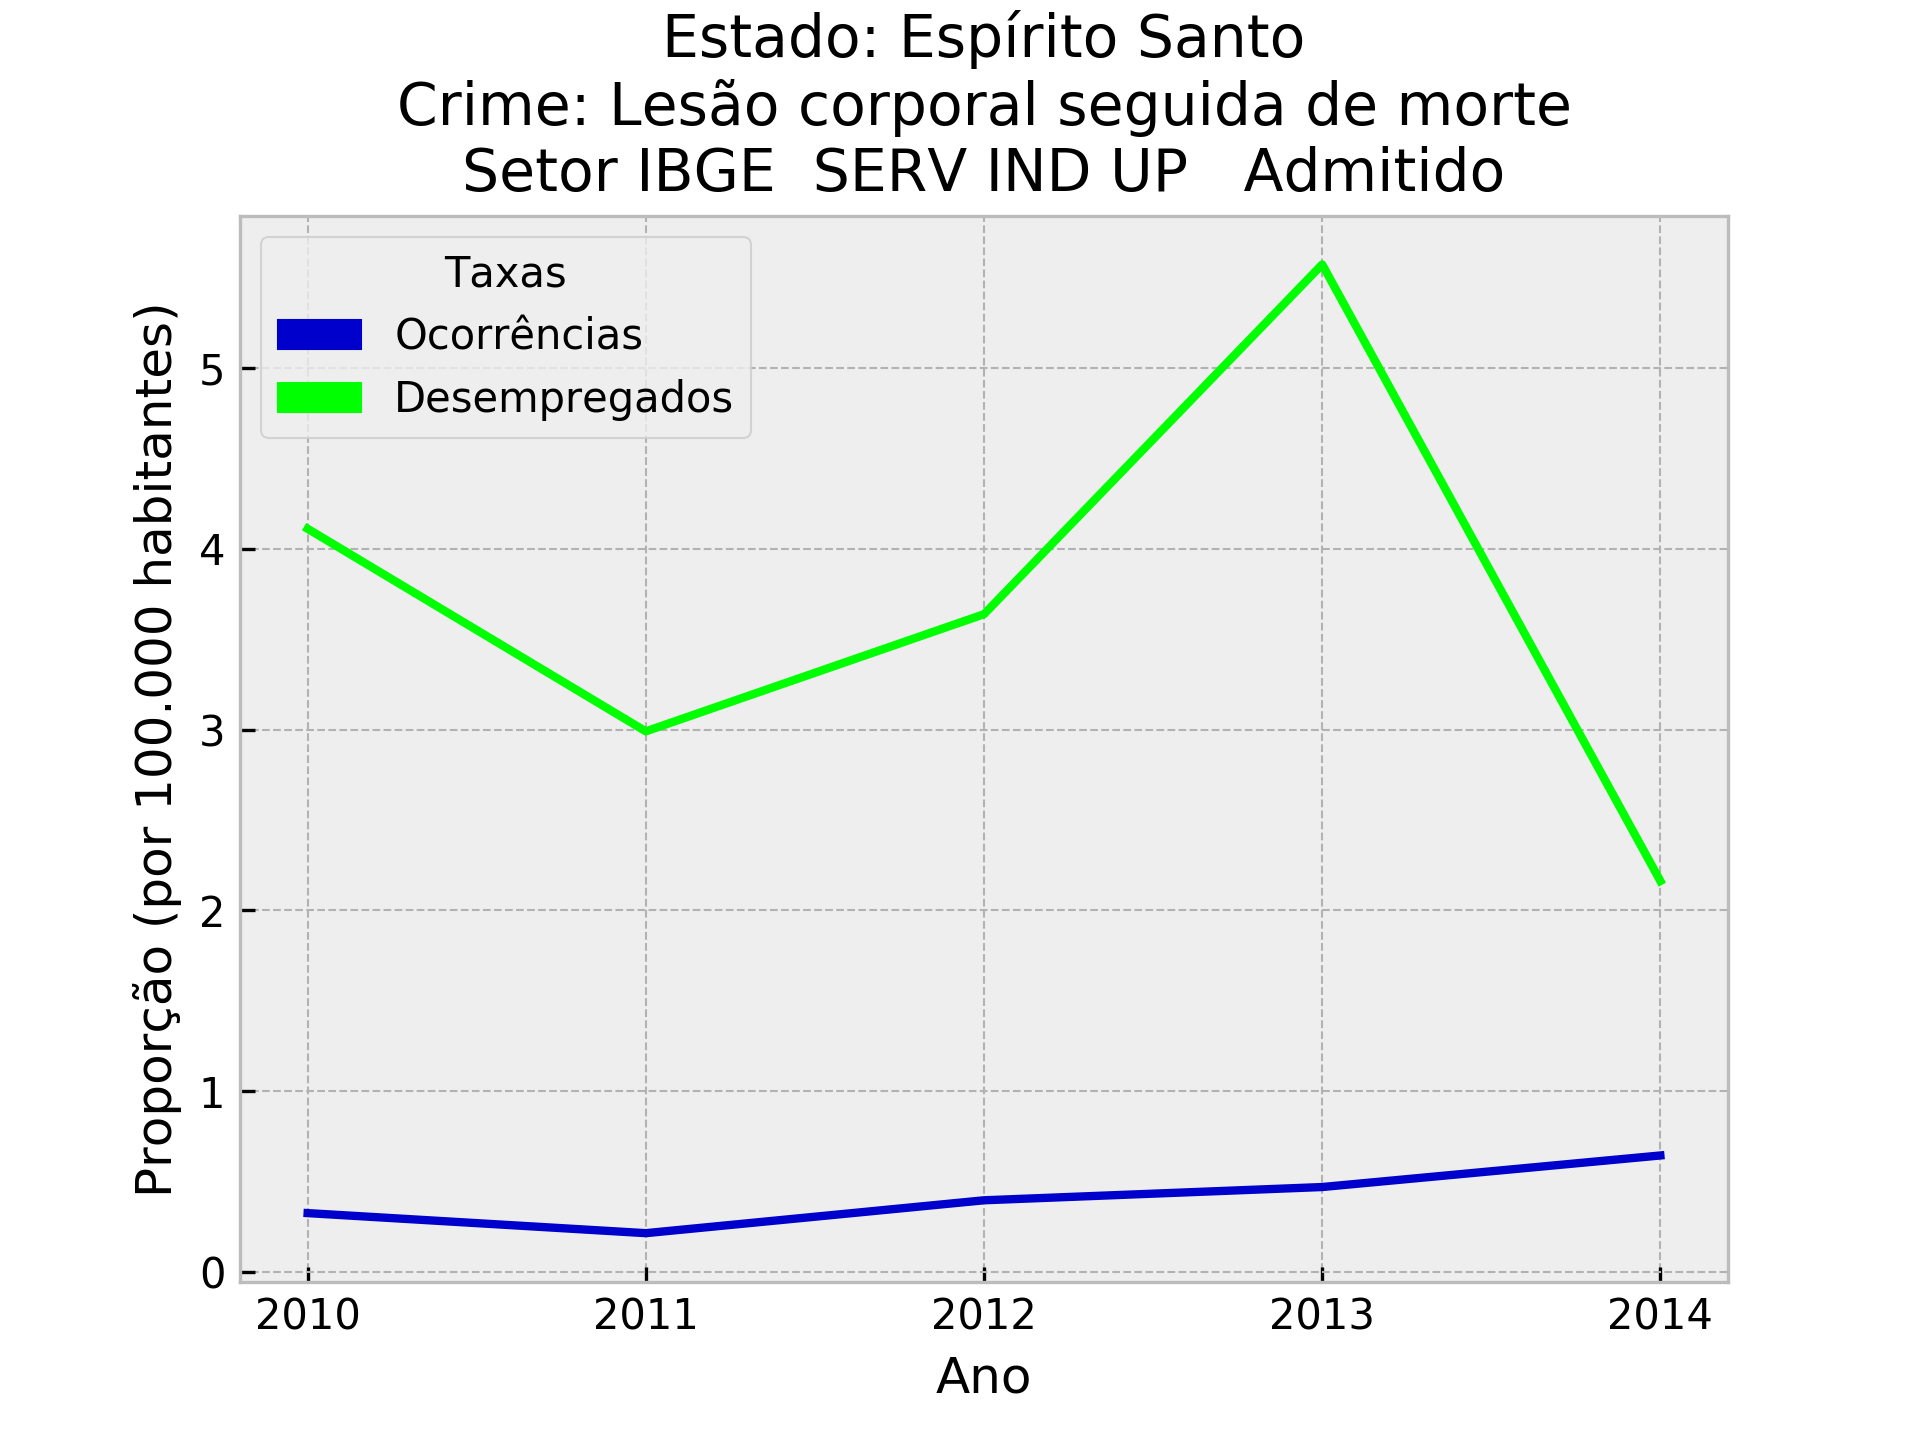 Estado: Espírito Santo
Crime: Lesão corporal seguida de morte
Setor IBGE  SERV IND UP   Admitido
Proporção (por 100.000 habitantes)
Taxas
Ocorrências
Desempregados
5
4
3
2
1
0
2010 2011 2012 2013 2014
Ano